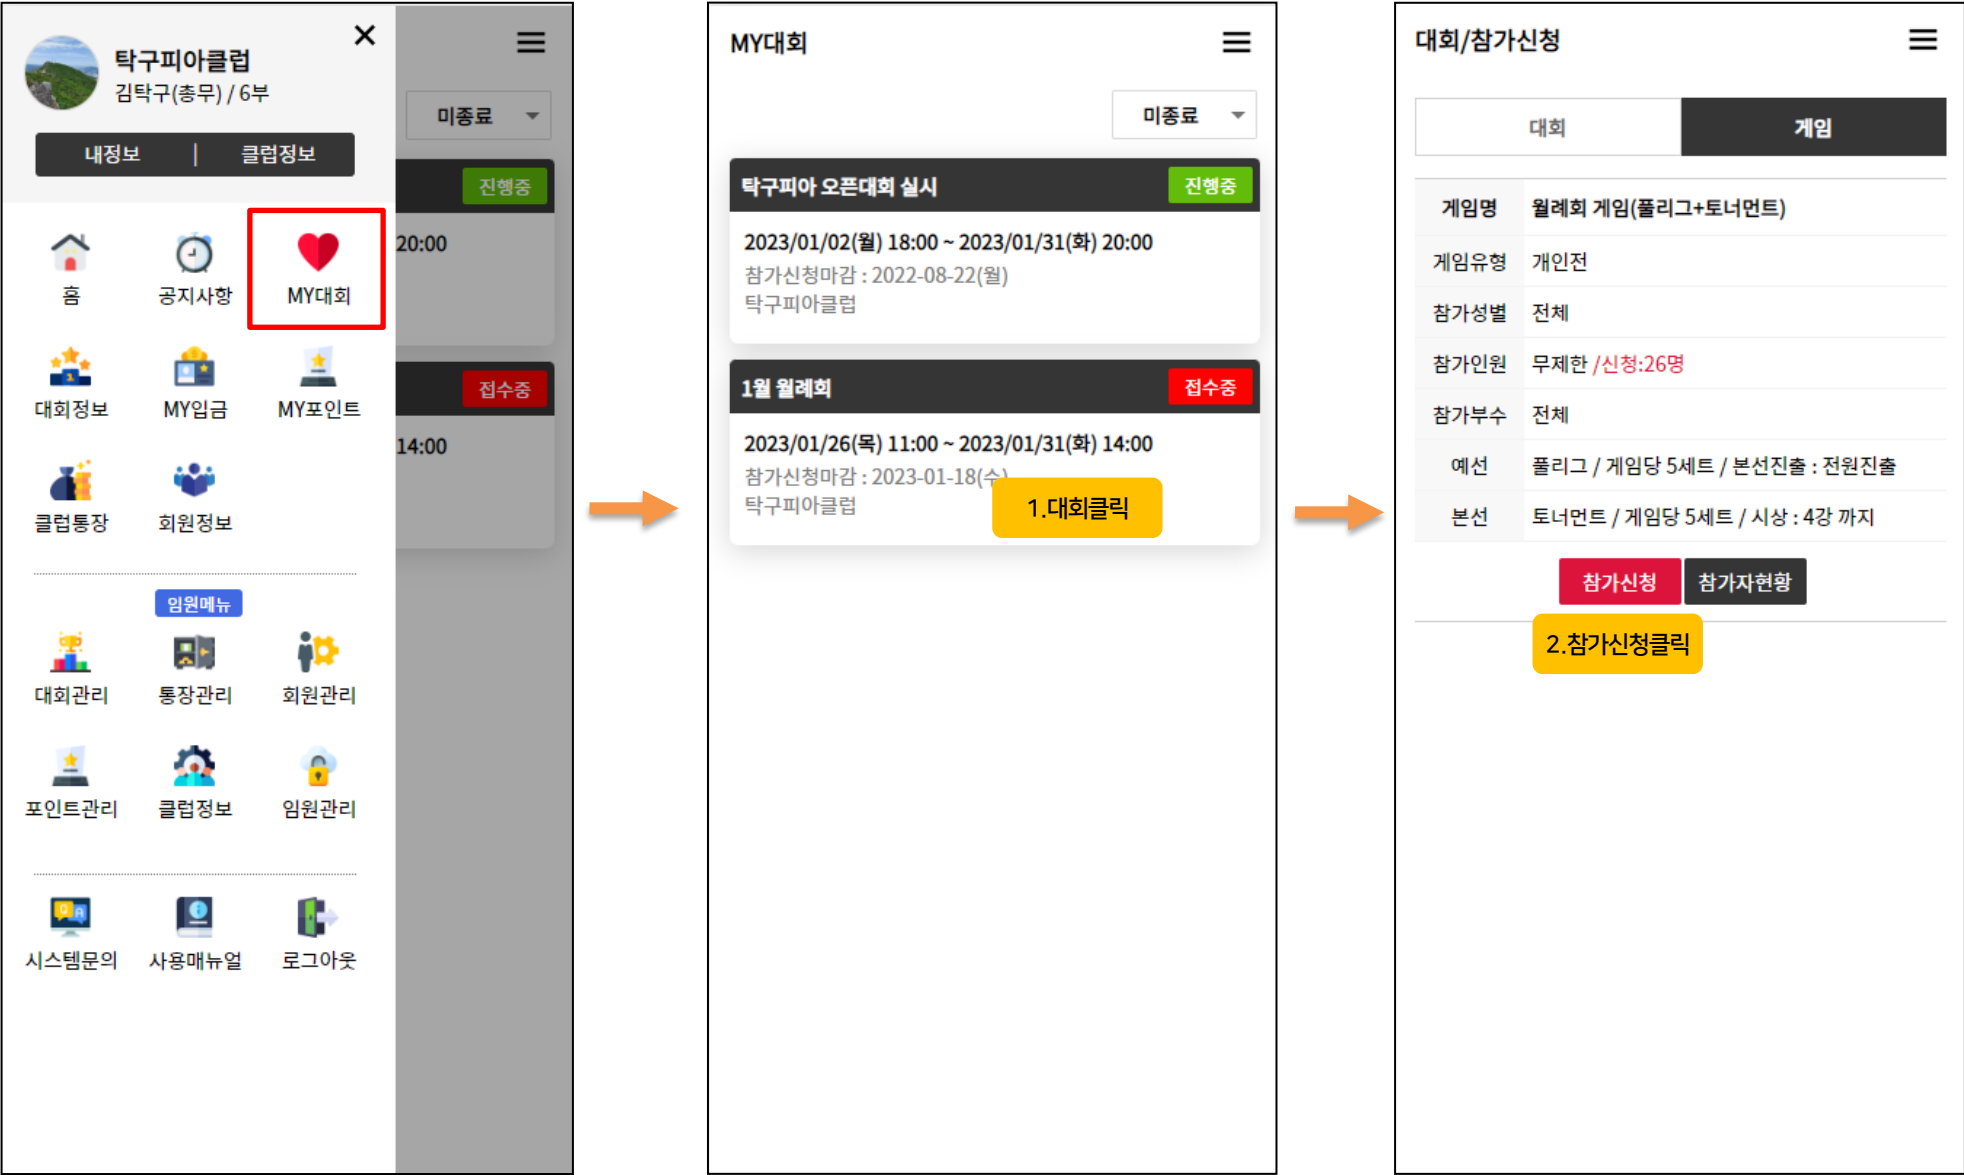 탁구피아클럽
김탁구(총무) / 6부
내정보 | 클럽정보
홈 공지사항 MY대회
대회정보 MY입금 MY포인트
클럽통장 회원정보
임원메뉴
대회관리 통장관리 회원관리
포인트관리 클럽정보 임원관리
시스템문의 사용매뉴얼 로그아웃
미종료
진행중
20:00
접수중
14:00
MY대회
미종료
탁구피아 오픈대회 실시 진행중
2023/01/02(월) 18:00 ~ 2023/01/31(화) 20:00
참가신청마감 : 2022-08-22(월)
탁구피아클럽
1월 월례회 접수중
2023/01/26(목) 11:00 ~ 2023/01/31(화) 14:00
참가신청마감 : 2023-01-18(수)
탁구피아클럽
1.대회클릭
대회/참가신청
대회 게임
게임명 월례회 게임(풀리그+토너먼트)
게임유형 개인전
참가성별 전체
참가인원 무제한 /신청:26명
참가부수 전체
예선 풀리그 / 게임당 5세트 / 본선진출 : 전원진출
본선 토너먼트 / 게임당 5세트 / 시상 : 4강 까지
참가신청 참가자현황
2.참가신청클릭